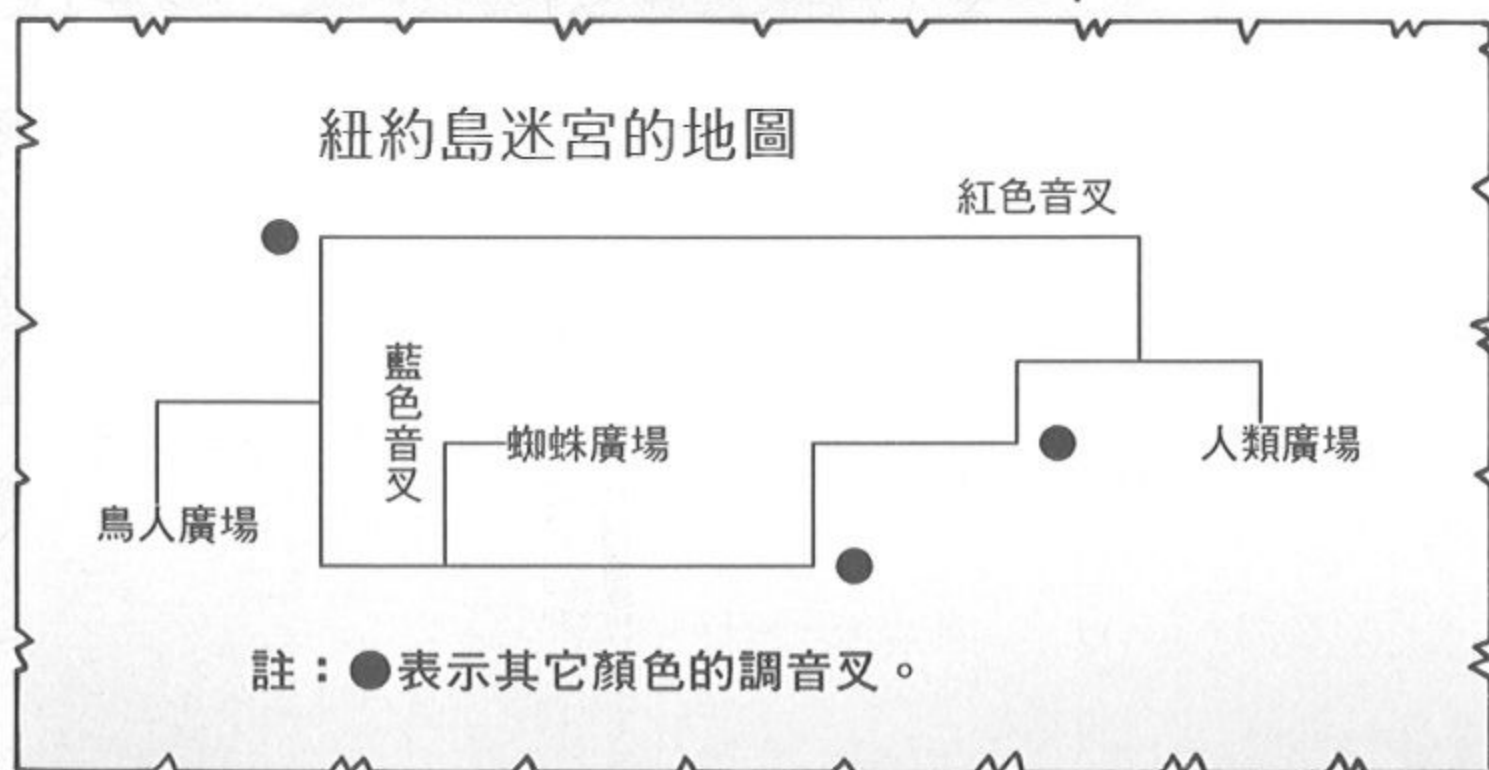 紐約島迷宮的地圖
紅色音叉
藍色音叉
蜘蛛廣場
人類廣場
鳥人廣場
註：●表示其它顏色的調音叉。